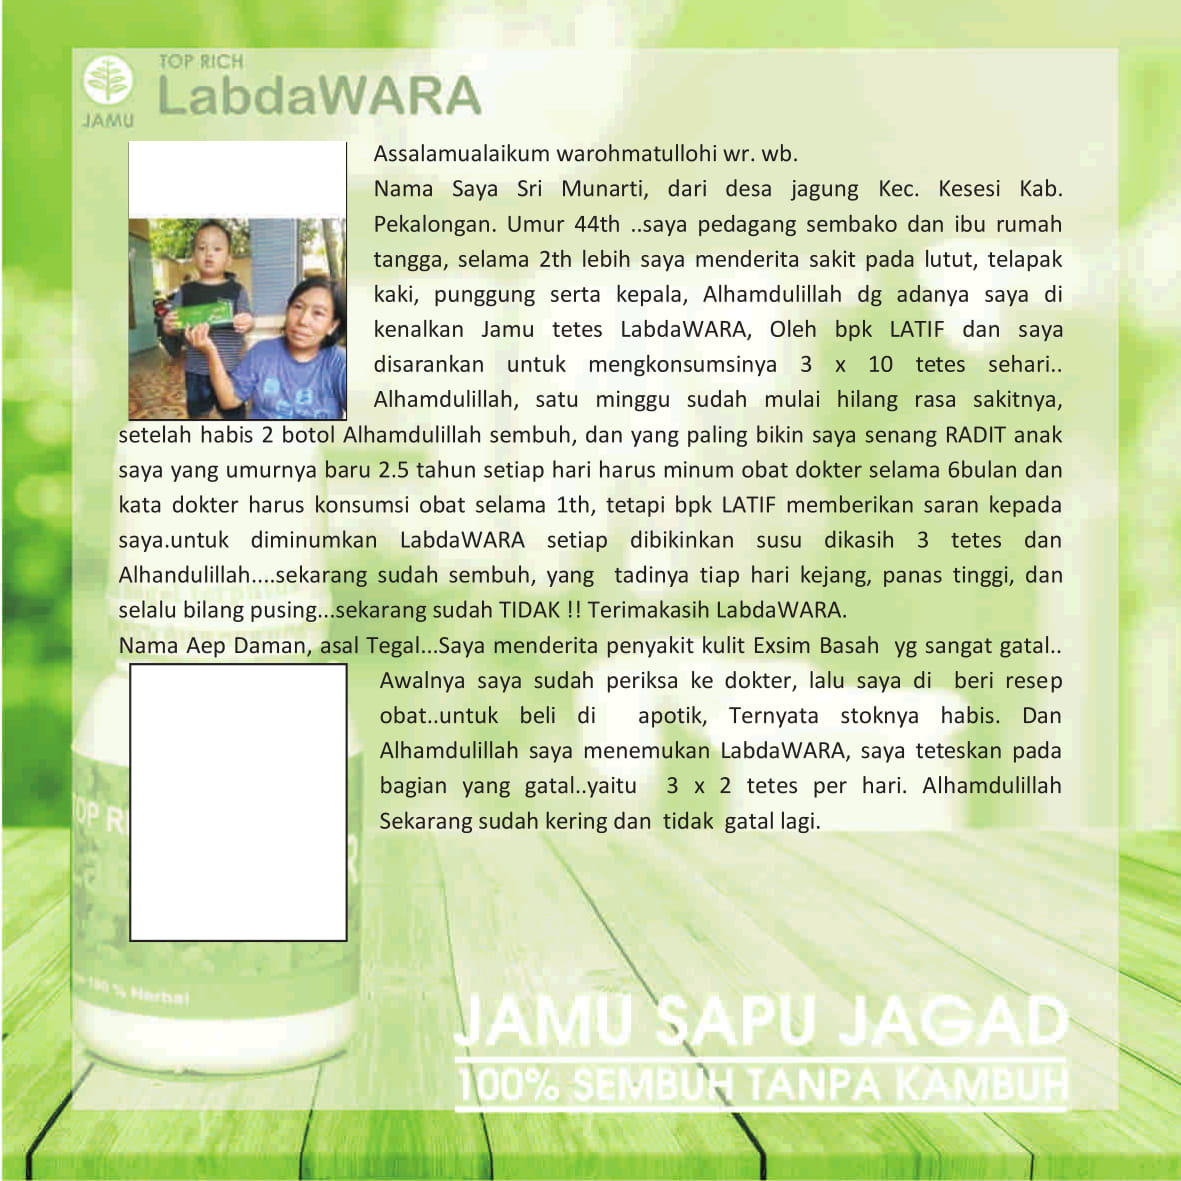 TOP RICH
LabdaWARA
JAMU
Assalamualaikum warohmatullohi wr. wb.
Nama Saya Sri Munarti, dari desa jagung Kec. Kesesi Kab.
Pekalongan. Umur 44th ..saya pedagang sembako dan ibu rumah
tangga, selama 2th lebih saya menderita sakit pada lutut, telapak
kaki, punggung serta kepala, Alhamdulillah dg adanya saya di
kenalkan Jamu tetes LabdaWARA, Oleh bpk LATIF dan saya
disarankan untuk mengkonsumsinya 3 x 10 tetes sehari..
Alhamdulillah, satu minggu sudah mulai hilang rasa sakitnya,
setelah habis 2 botol Alhamdulillah sembuh, dan yang paling bikin saya senang RADIT anak
saya yang umurnya baru 2.5 tahun setiap hari harus minum obat dokter selama 6bulan dan
kata dokter harus konsumsi obat selama 1th, tetapi bpk LATIF memberikan saran kepada
saya.untuk diminumkan LabdaWARA setiap dibikinkan susu dikasih 3 tetes dan
Alhandulillah....sekarang sudah sembuh, yang tadinya tiap hari kejang, panas tinggi, dan
selalu bilang pusing...sekarang sudah TIDAK !! Terimakasih LabdaWARA.
Nama Aep Daman, asal Tegal...Saya menderita penyakit kulit Exsim Basah yg sangat gatal..
Awalnya saya sudah periksa ke dokter, lalu saya di beri resep
obat..untuk beli di apotik, Ternyata stoknya habis. Dan
Alhamdulillah saya menemukan LabdaWARA, saya teteskan pada
bagian yang gatal..yaitu 3 x 2 tetes per hari. Alhamdulillah
Sekarang sudah kering dan tidak gatal lagi.
TOP R
100 % Herbal
JAMU SAPU JAGAD
100% SEMBUH TANPA KAMBUH